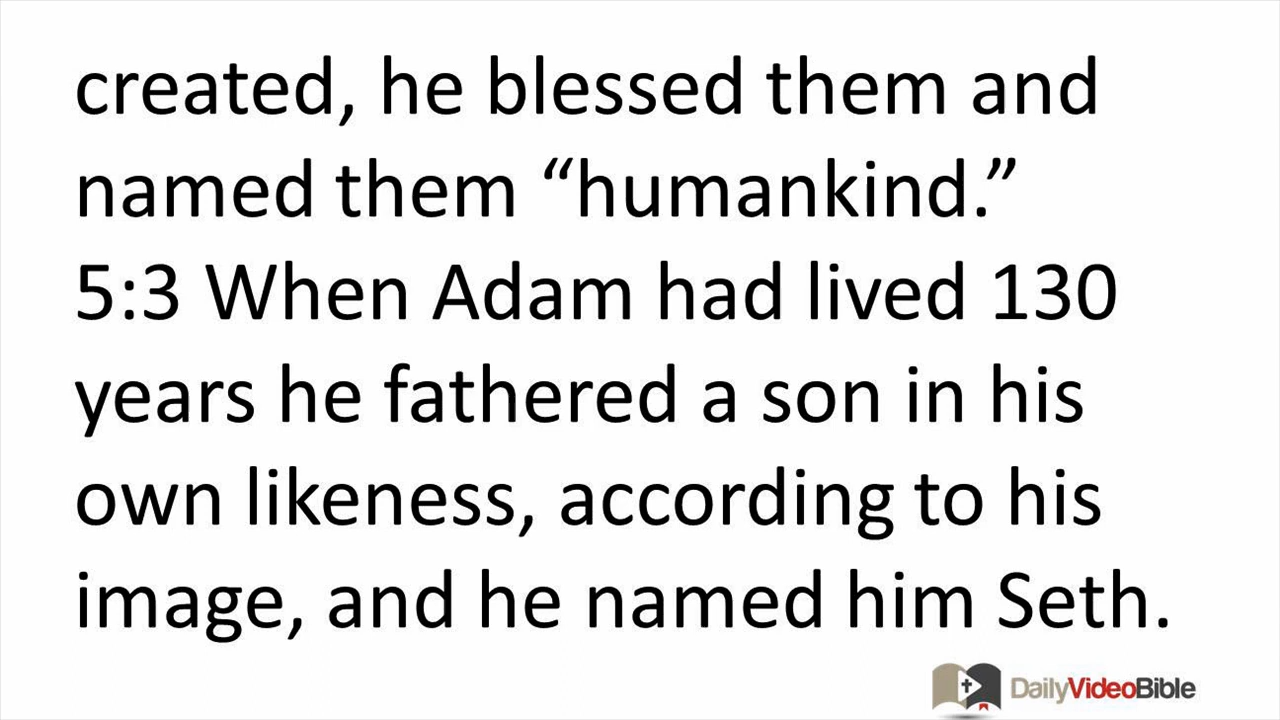 created, he blessed them and
named them “humankind.”
5:3 When Adam had lived 130
years he fathered a son in his
own likeness, according to his
image, and he named him Seth.
DailyVideoBible